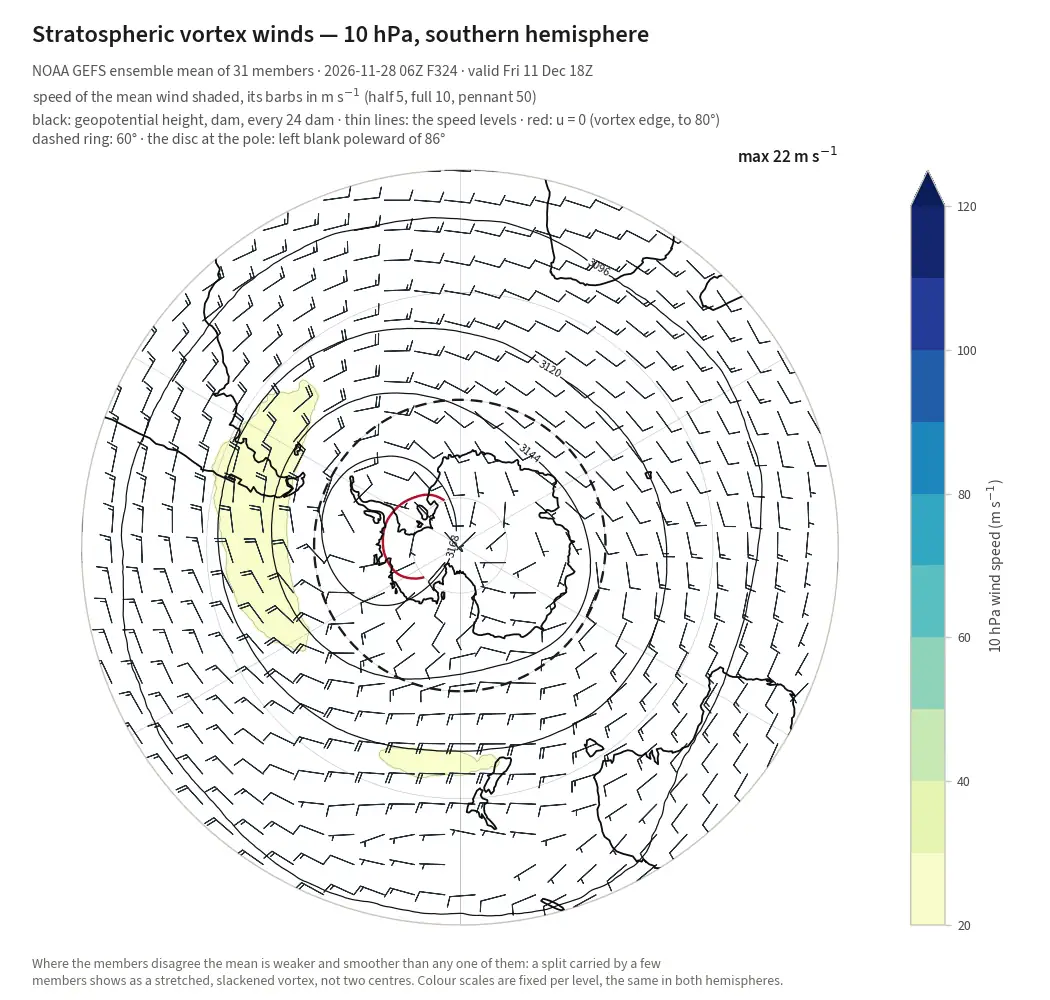 Stratospheric vortex winds — 10 hPa, southern hemisphere
NOAA GEFS ensemble mean of 31 members · 2026-11-28 06Z F324 · valid Fri 11 Dec 18Z
speed of the mean wind shaded, its barbs in m s⁻¹ (half 5, full 10, pennant 50)
black: geopotential height, dam, every 24 dam · thin lines: the speed levels · red: u = 0 (vortex edge, to 80°)
dashed ring: 60° · the disc at the pole: left blank poleward of 86°
max 22 m s⁻¹
120
100
80
60
40
20
10 hPa wind speed (m s⁻¹)
3096
3120
3144
3168
Where the members disagree the mean is weaker and smoother than any one of them: a split carried by a few
members shows as a stretched, slackened vortex, not two centres. Colour scales are fixed per level, the same in both hemispheres.